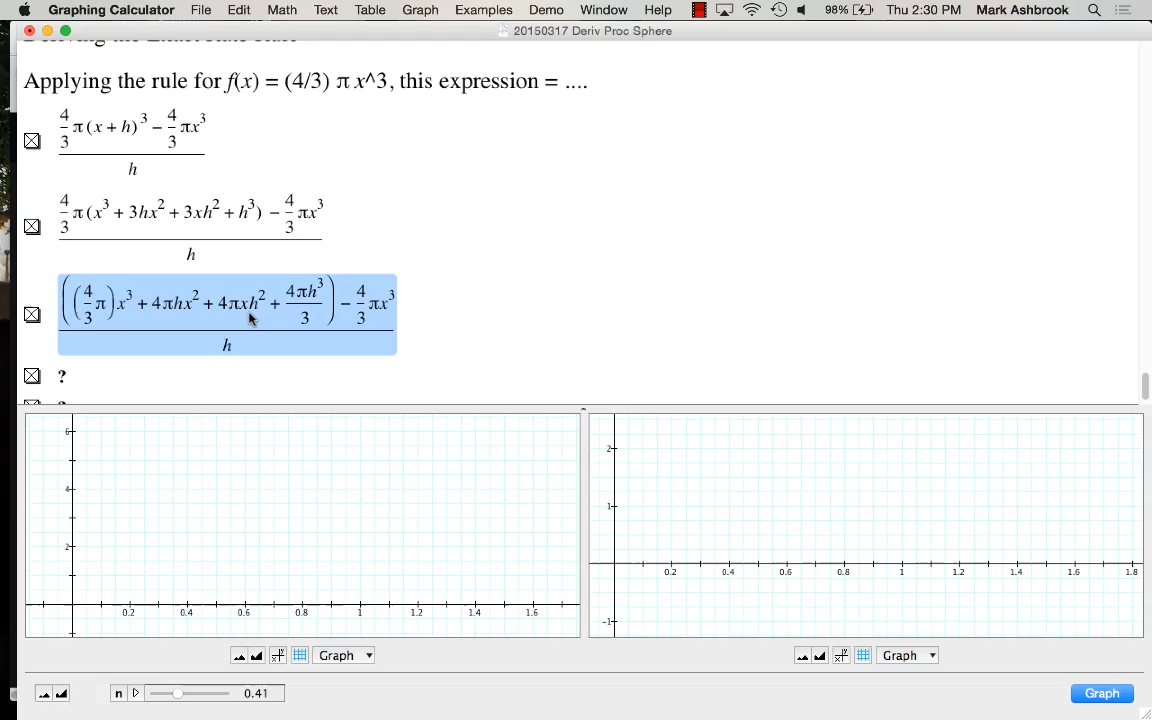 Graphing Calculator File Edit Math Text Table Graph Examples Demo Window Help 98% Thu 2:30 PM Mark Ashbrook
20150317 Deriv Proc Sphere
Applying the rule for f(x) = (4/3) π x^3, this expression = ....
4/3 π(x + h)^3 − 4/3 πx^3
h
4/3 π(x^3 + 3hx^2 + 3xh^2 + h^3) − 4/3 πx^3
h
((4/3 π)x^3 + 4πhx^2 + 4πxh^2 + 4πh^3/3) − 4/3 πx^3
h
?
6
4
2
0.2 0.4 0.6 0.8 1 1.2 1.4 1.6
2
1
0.2 0.4 0.6 0.8 1 1.2 1.4 1.6 1.8
−1
Graph
Graph
n 0.41
Graph